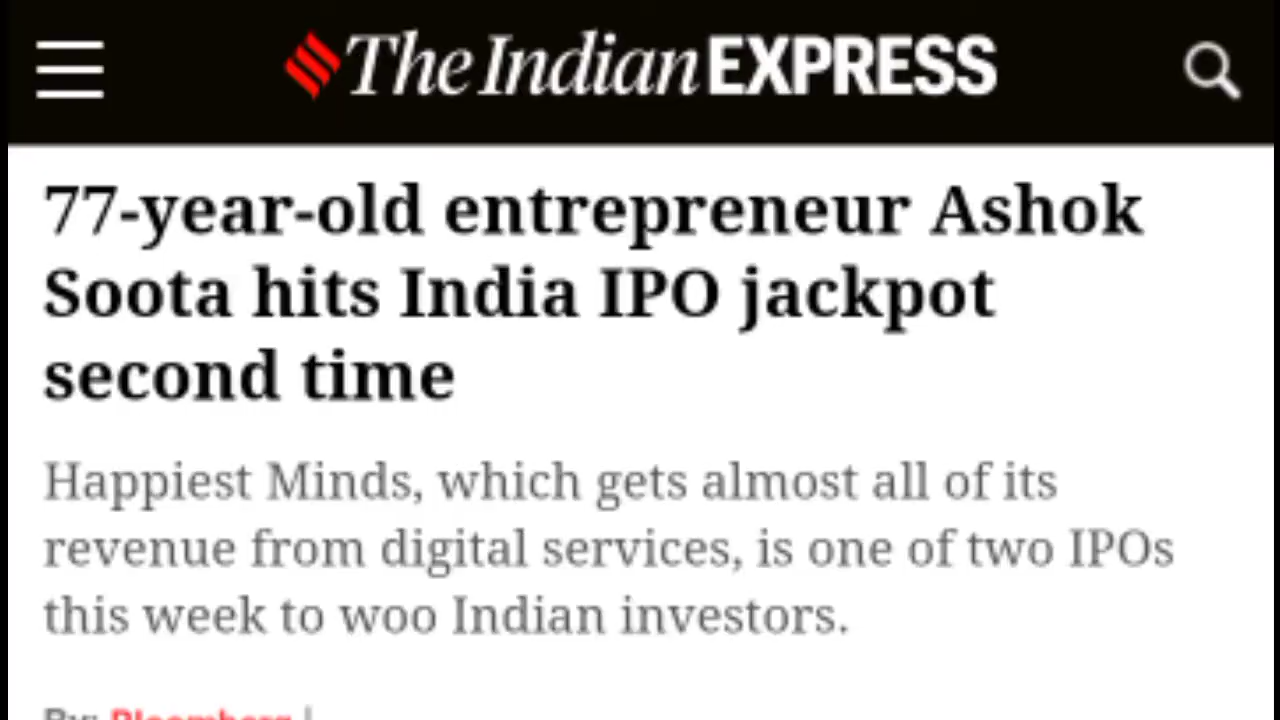 The Indian EXPRESS
77-year-old entrepreneur Ashok
Soota hits India IPO jackpot
second time
Happiest Minds, which gets almost all of its
revenue from digital services, is one of two IPOs
this week to woo Indian investors.
By: Bloomberg |